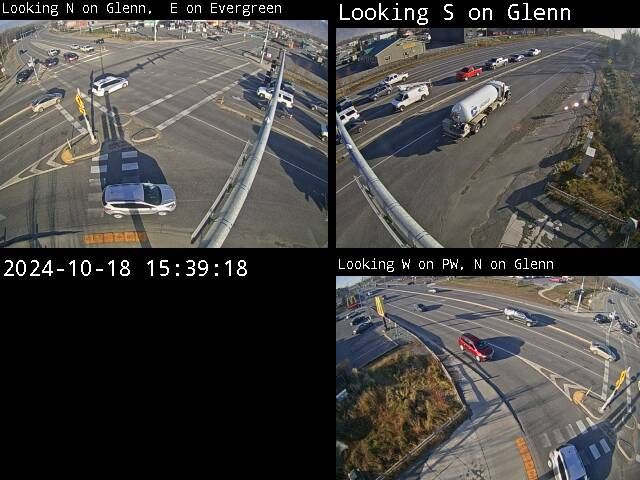 Looking N on Glenn,  E on Evergreen
Looking S on Glenn
2024-10-18 15:39:18
Looking W on PW, N on Glenn